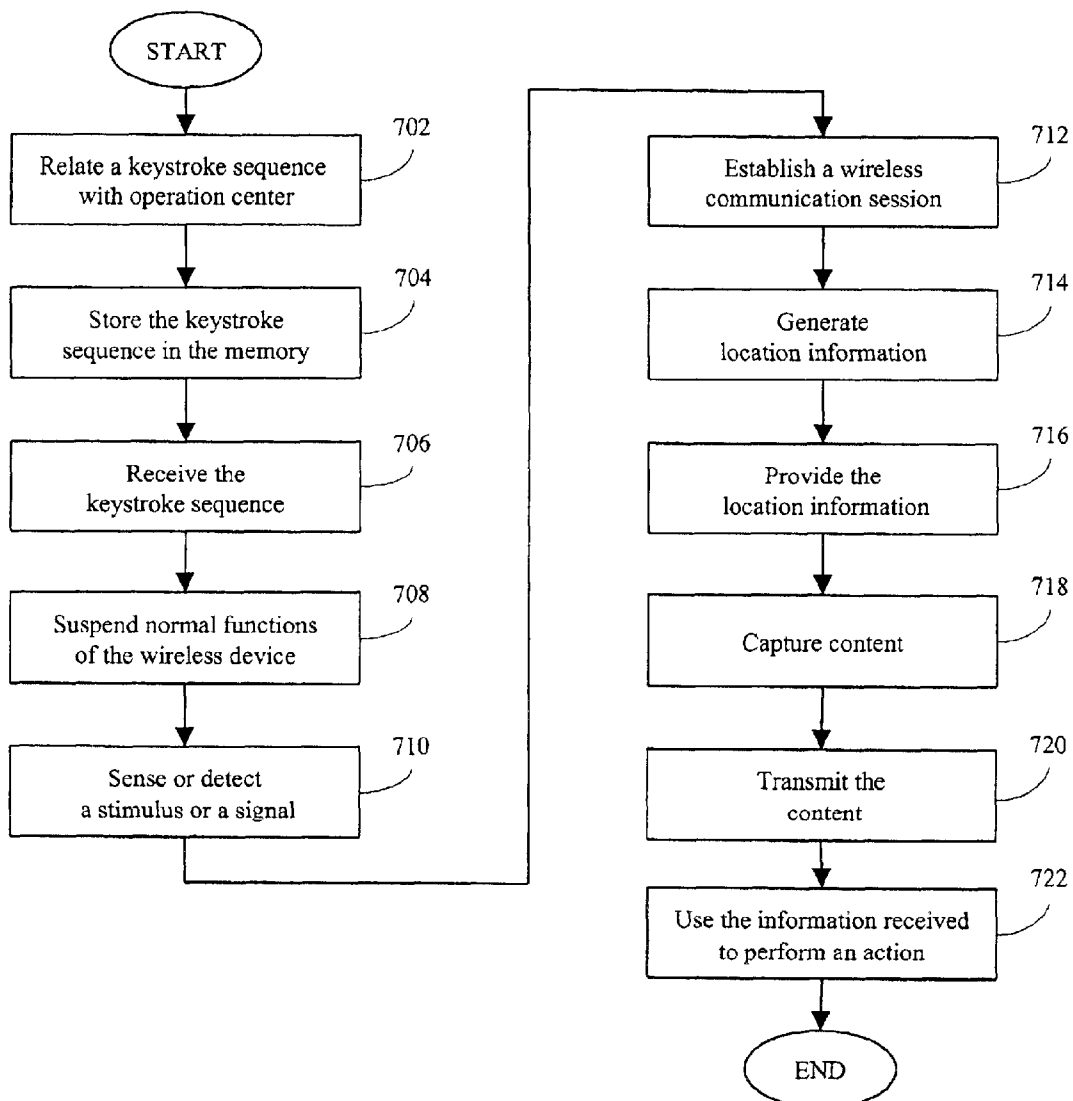 START
702
Relate a keystroke sequence
with operation center
704
Store the keystroke
sequence in the memory
706
Receive the
keystroke sequence
708
Suspend normal functions
of the wireless device
710
Sense or detect
a stimulus or a signal
712
Establish a wireless
communication session
714
Generate
location information
716
Provide the
location information
718
Capture content
720
Transmit the
content
722
Use the information received
to perform an action
END